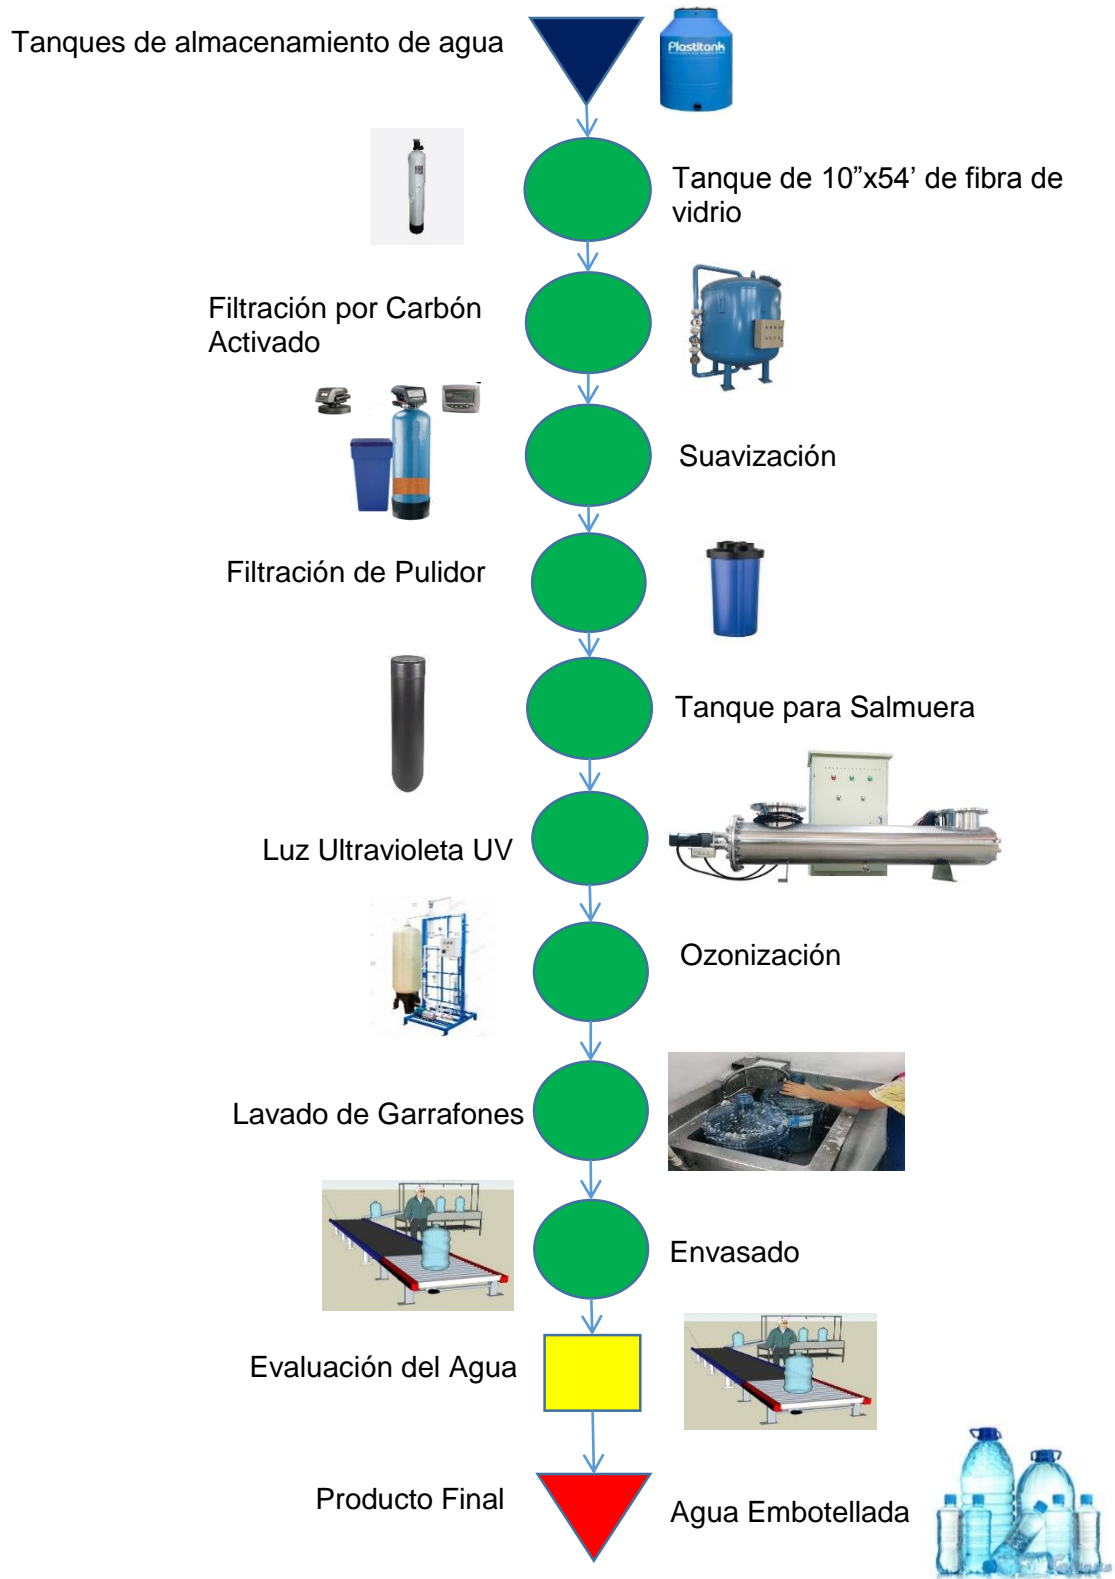 Tanques de almacenamiento de agua
Plastitank
Tanque de 10”x54’ de fibra de
vidrio
Filtración por Carbón
Activado
Suavización
Filtración de Pulidor
Tanque para Salmuera
Luz Ultravioleta UV
Ozonización
Lavado de Garrafones
Envasado
Evaluación del Agua
Producto Final
Agua Embotellada